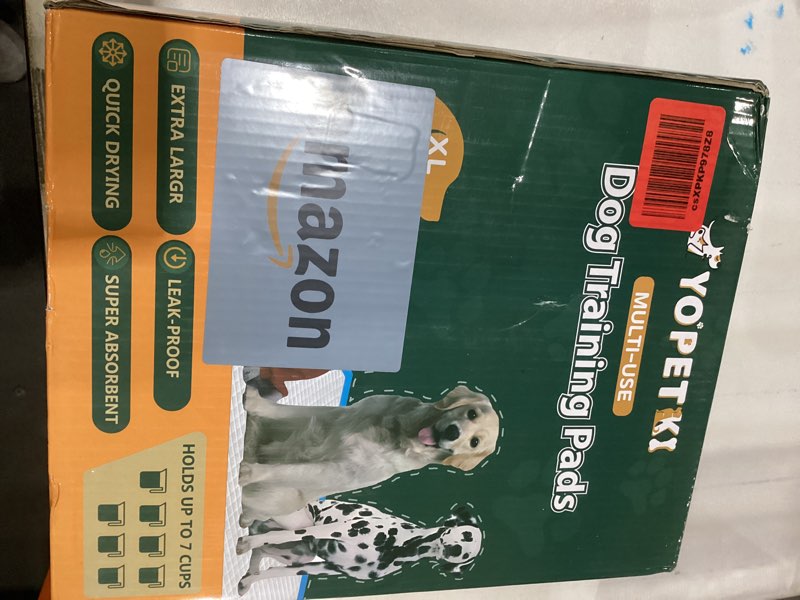 YOPETKI
MULTI-USE
Dog Training Pads
csXPKP978Z6
XL
amazon
EXTRA LARGR
LEAK-PROOF
QUICK DRYING
SUPER ABSORBENT
HOLDS UP TO 7 CUPS